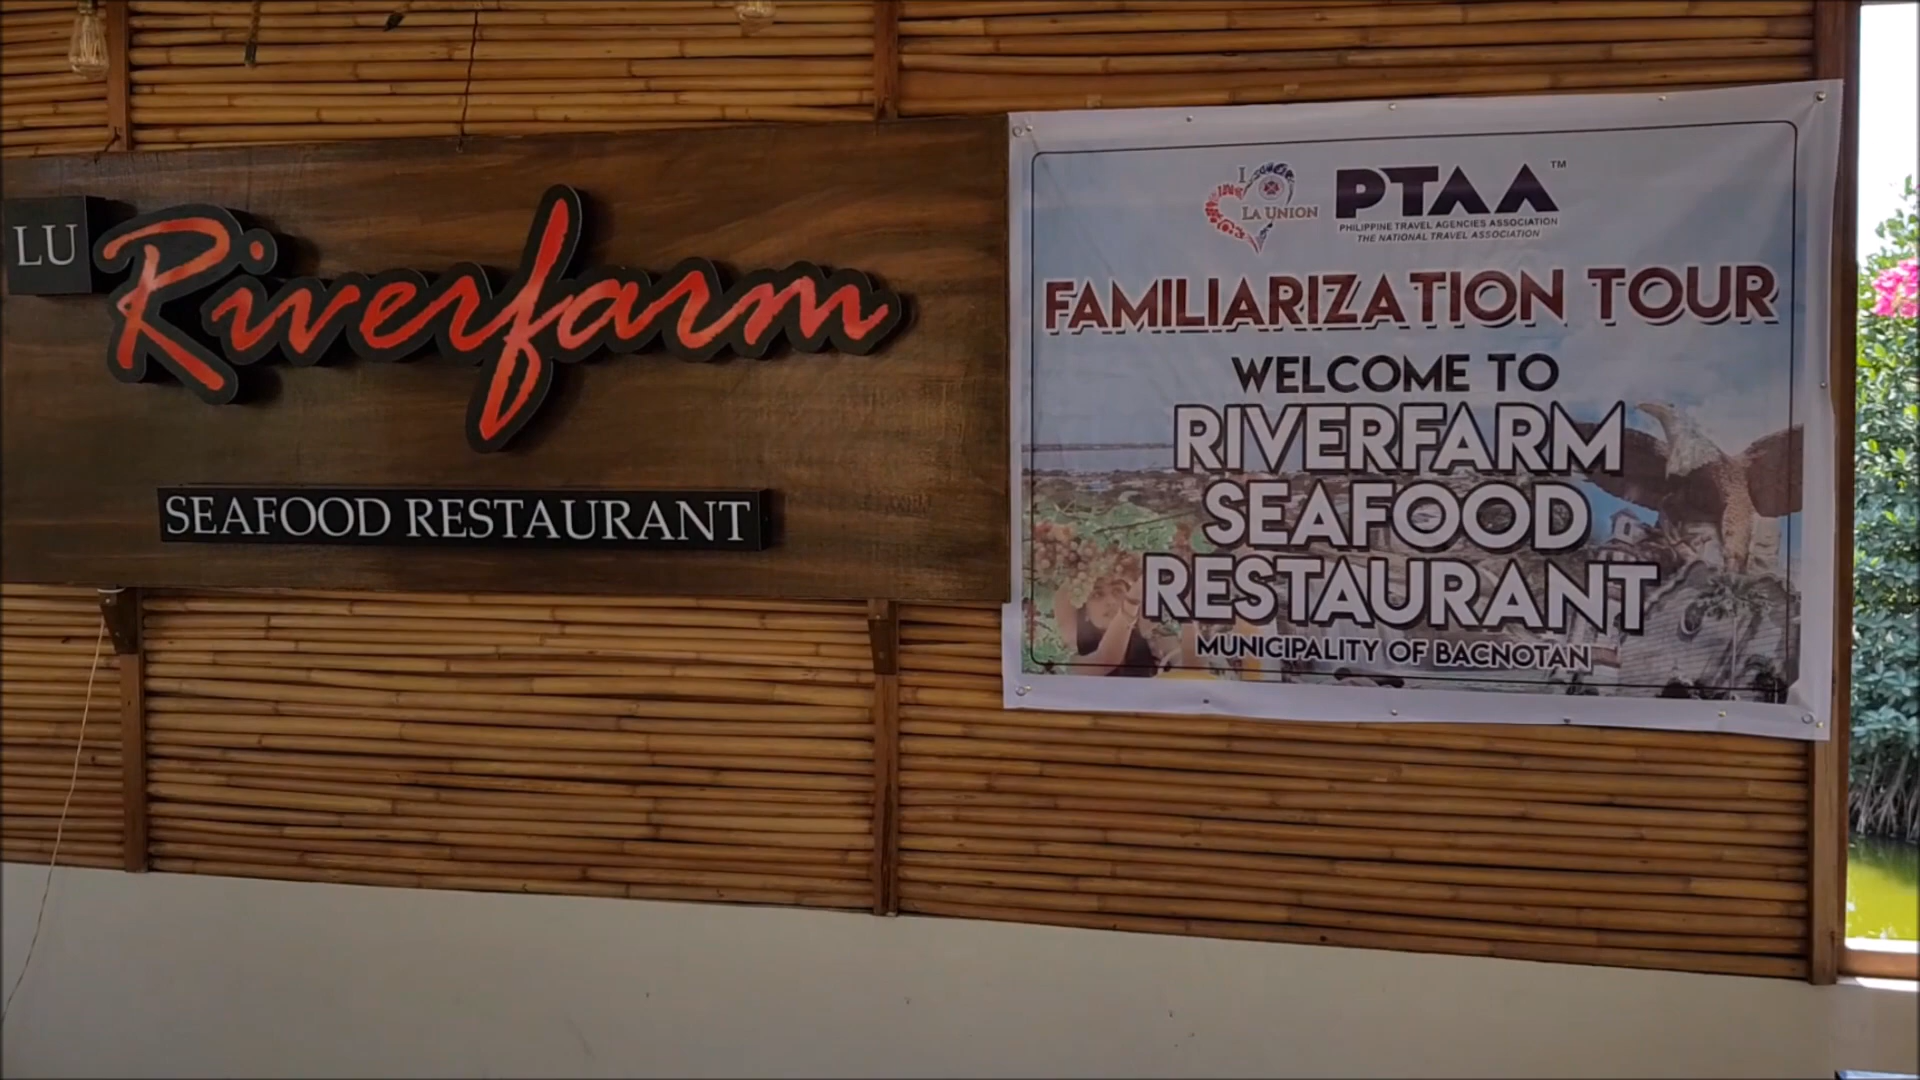 LU Riverfarm
SEAFOOD RESTAURANT
I LA UNION
PTAA™
PHILIPPINE TRAVEL AGENCIES ASSOCIATION
THE NATIONAL TRAVEL ASSOCIATION
FAMILIARIZATION TOUR
WELCOME TO
RIVERFARM
SEAFOOD
RESTAURANT
MUNICIPALITY OF BACNOTAN